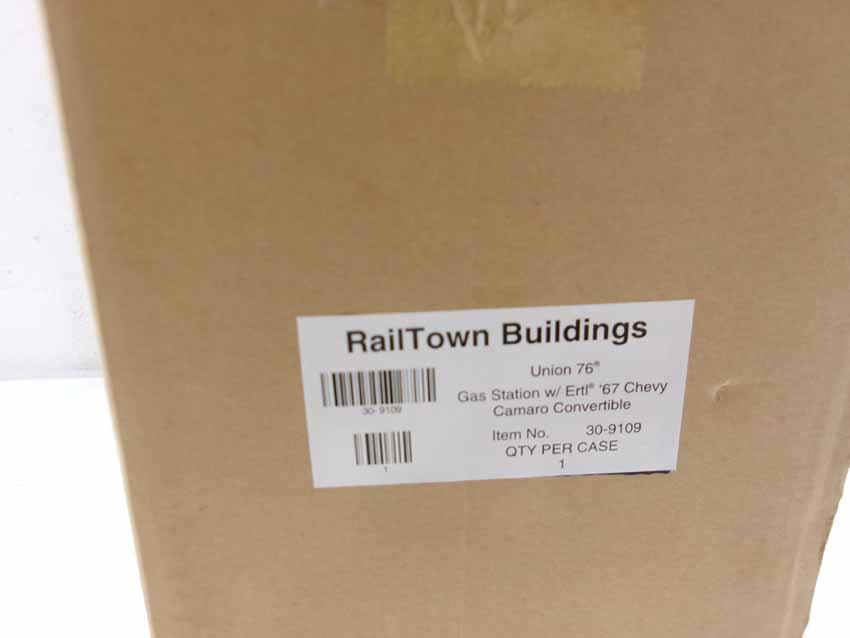 RailTown Buildings
Union 76®
Gas Station w/ Ertl® '67 Chevy
Camaro Convertible
30-9109
Item No. 30-9109
QTY PER CASE
1
1